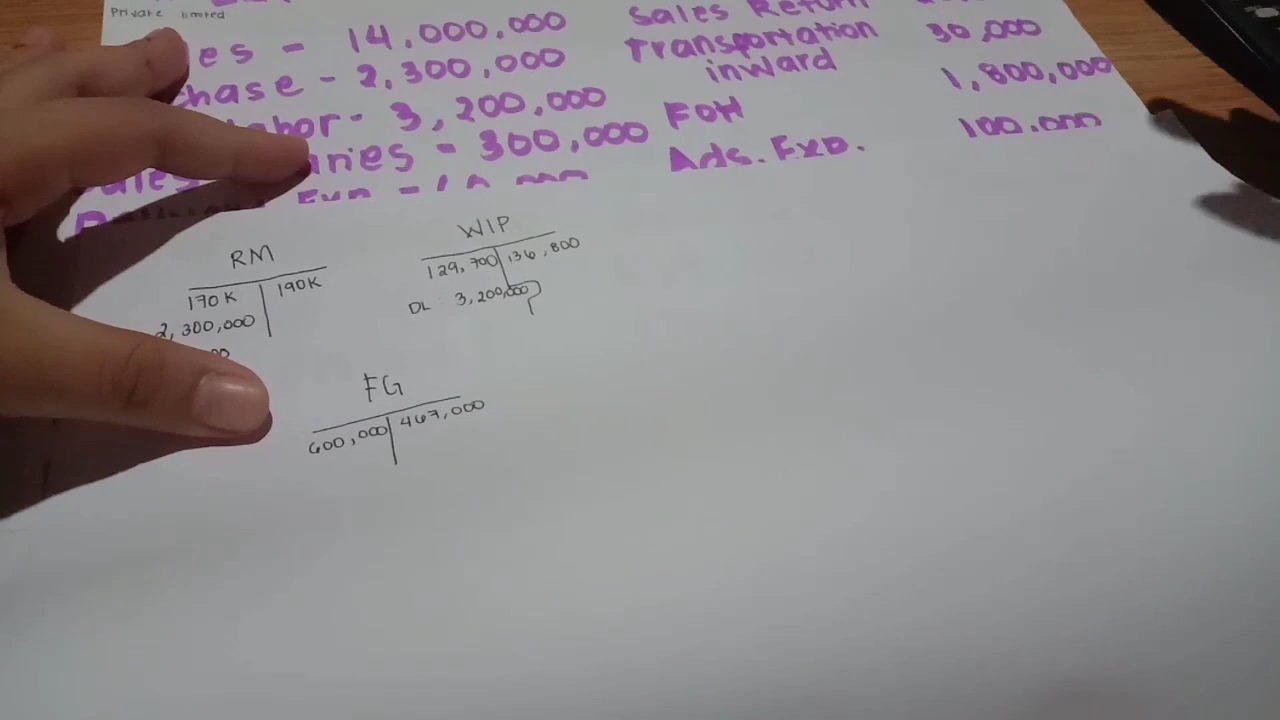 Private limited
es - 14,000,000
Sales Return
chase - 2,300,000
Transportation inward 30,000
Labor - 3,200,000
FOH 1,800,000
aries - 300,000
Ads. Exp. 100.000
RM
170K 190K
2,300,000
WIP
129,700 136,800
DL : 3,200,000
FG
600,000 467,000